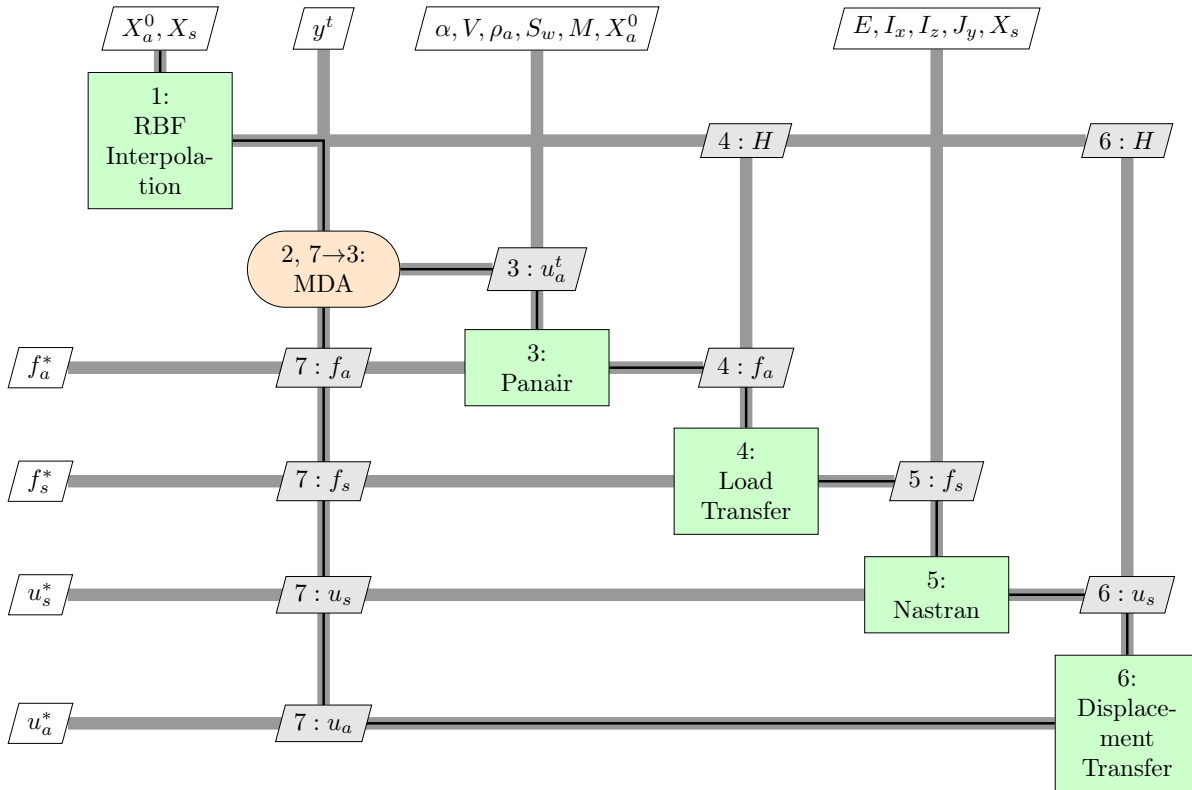 X_a^0, X_s
y^t
α, V, ρ_a, S_w, M, X_a^0
E, I_x, I_z, J_y, X_s
1:
RBF
Interpola-
tion
4 : H
6 : H
2, 7→3:
MDA
3 : u_a^t
f_a^*
7 : f_a
3:
Panair
4 : f_a
f_s^*
7 : f_s
4:
Load
Transfer
5 : f_s
u_s^*
7 : u_s
5:
Nastran
6 : u_s
u_a^*
7 : u_a
6:
Displace-
ment
Transfer